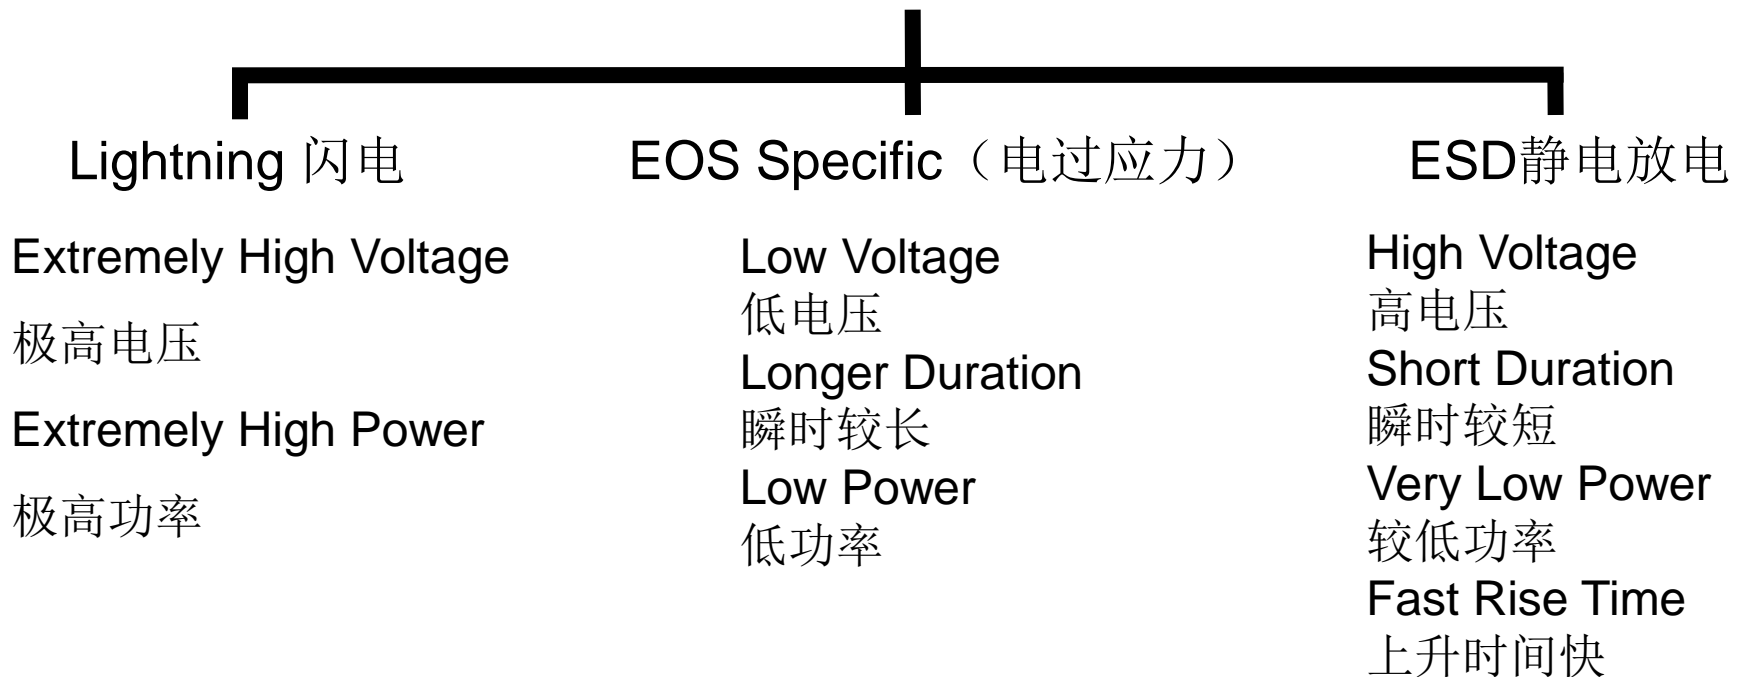 Lightning 闪电
EOS Specific（电过应力）
ESD静电放电
Extremely High Voltage
极高电压
Extremely High Power
极高功率
Low Voltage
低电压
Longer Duration
瞬时较长
Low Power
低功率
High Voltage
高电压
Short Duration
瞬时较短
Very Low Power
较低功率
Fast Rise Time
上升时间快